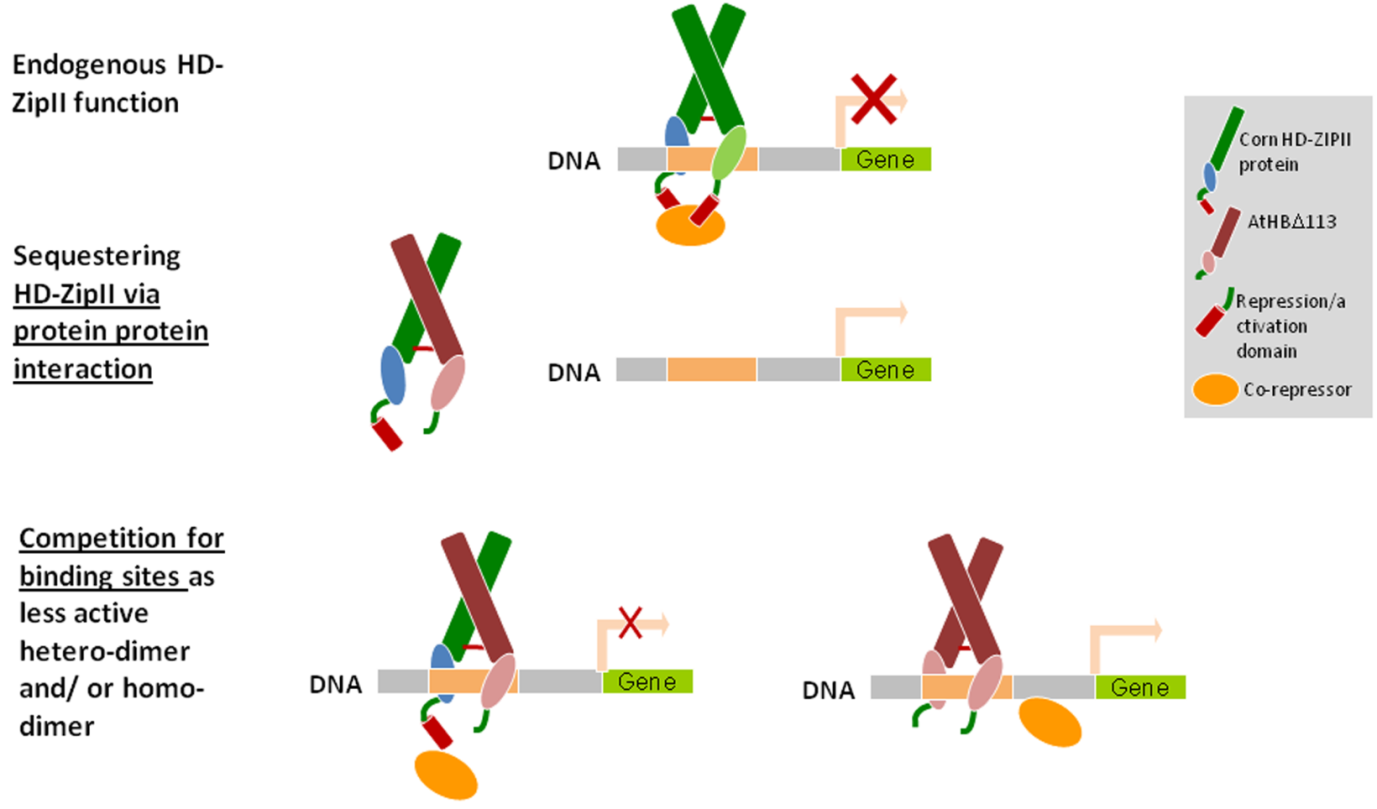 Endogenous HD-
ZipII function
DNA
Gene
Corn HD-ZIPII
protein
AtHBΔ113
Repression/a
ctivation
domain
Co-repressor
Sequestering
HD-ZipII via
protein protein
interaction
DNA
Gene
Competition for
binding sites as
less active
hetero-dimer
and/ or homo-
dimer
DNA
Gene
DNA
Gene